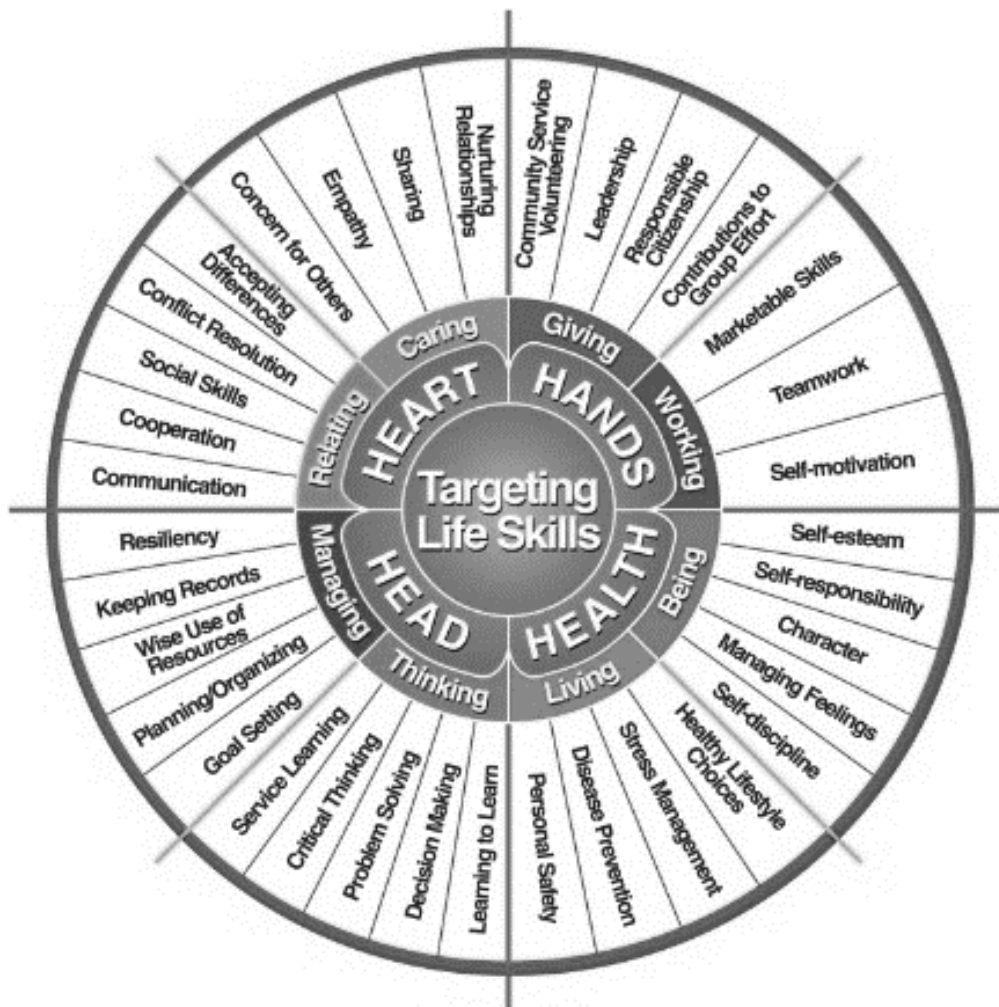 Targeting
Life Skills
HEART
HANDS
HEALTH
HEAD
Caring
Giving
Working
Being
Living
Thinking
Managing
Relating
Community Service
Volunteering
Leadership
Responsible
Citizenship
Contributions to
Group Effort
Marketable Skills
Teamwork
Self-motivation
Self-esteem
Self-responsibility
Character
Managing Feelings
Self-discipline
Healthy Lifestyle
Choices
Stress Management
Disease Prevention
Personal Safety
Learning to Learn
Decision Making
Problem Solving
Critical Thinking
Service Learning
Goal Setting
Planning/Organizing
Wise Use of
Resources
Keeping Records
Resiliency
Communication
Cooperation
Social Skills
Conflict Resolution
Accepting
Differences
Concern for Others
Empathy
Sharing
Nurturing
Relationships